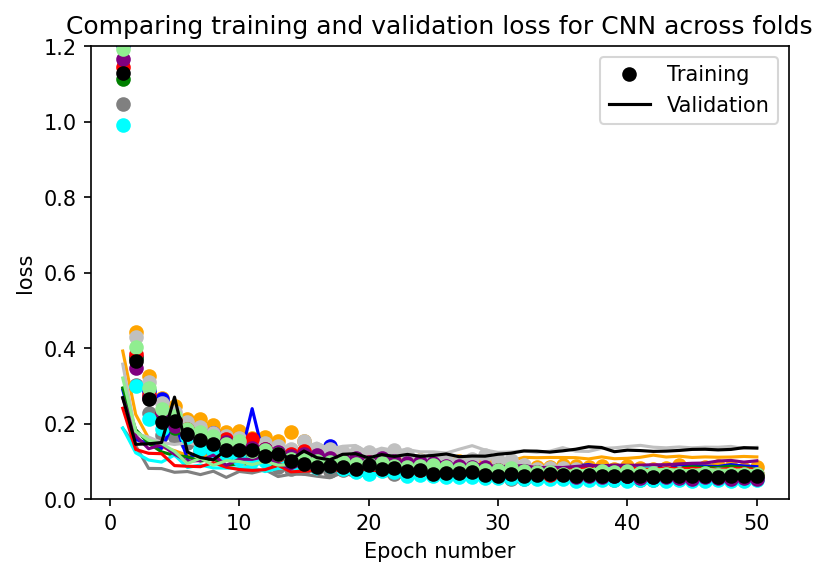 Comparing training and validation loss for CNN across folds
1.2
1.0
0.8
0.6
0.4
0.2
0.0
loss
Training
Validation
0 10 20 30 40 50
Epoch number